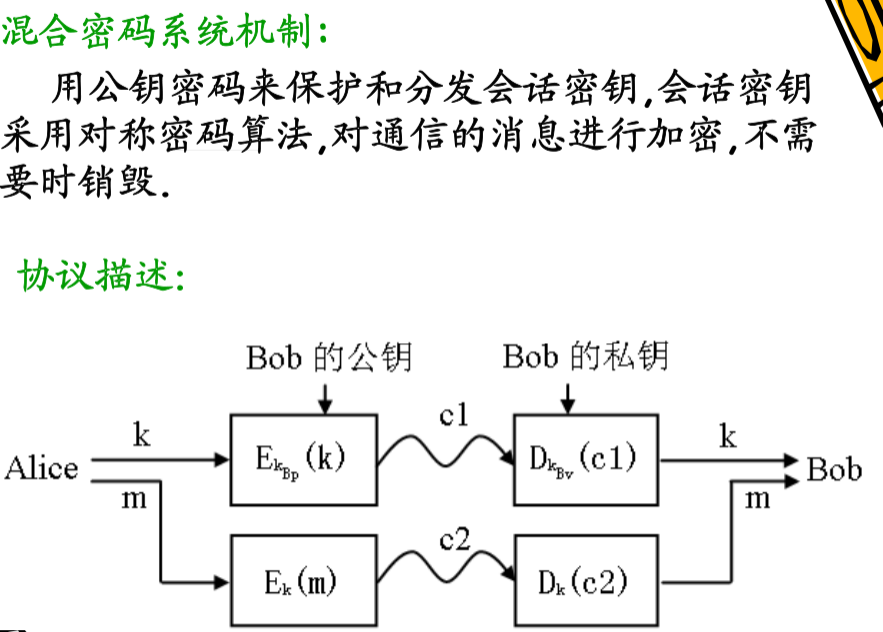 混合密码系统机制:
用公钥密码来保护和分发会话密钥,会话密钥
采用对称密码算法,对通信的消息进行加密,不需
要时销毁.
协议描述:
Bob 的公钥
Bob 的私钥
c1
k
E_{k_{Bp}}(k)
D_{k_{Bv}}(c1)
k
Alice
Bob
m
m
c2
E_k(m)
D_k(c2)